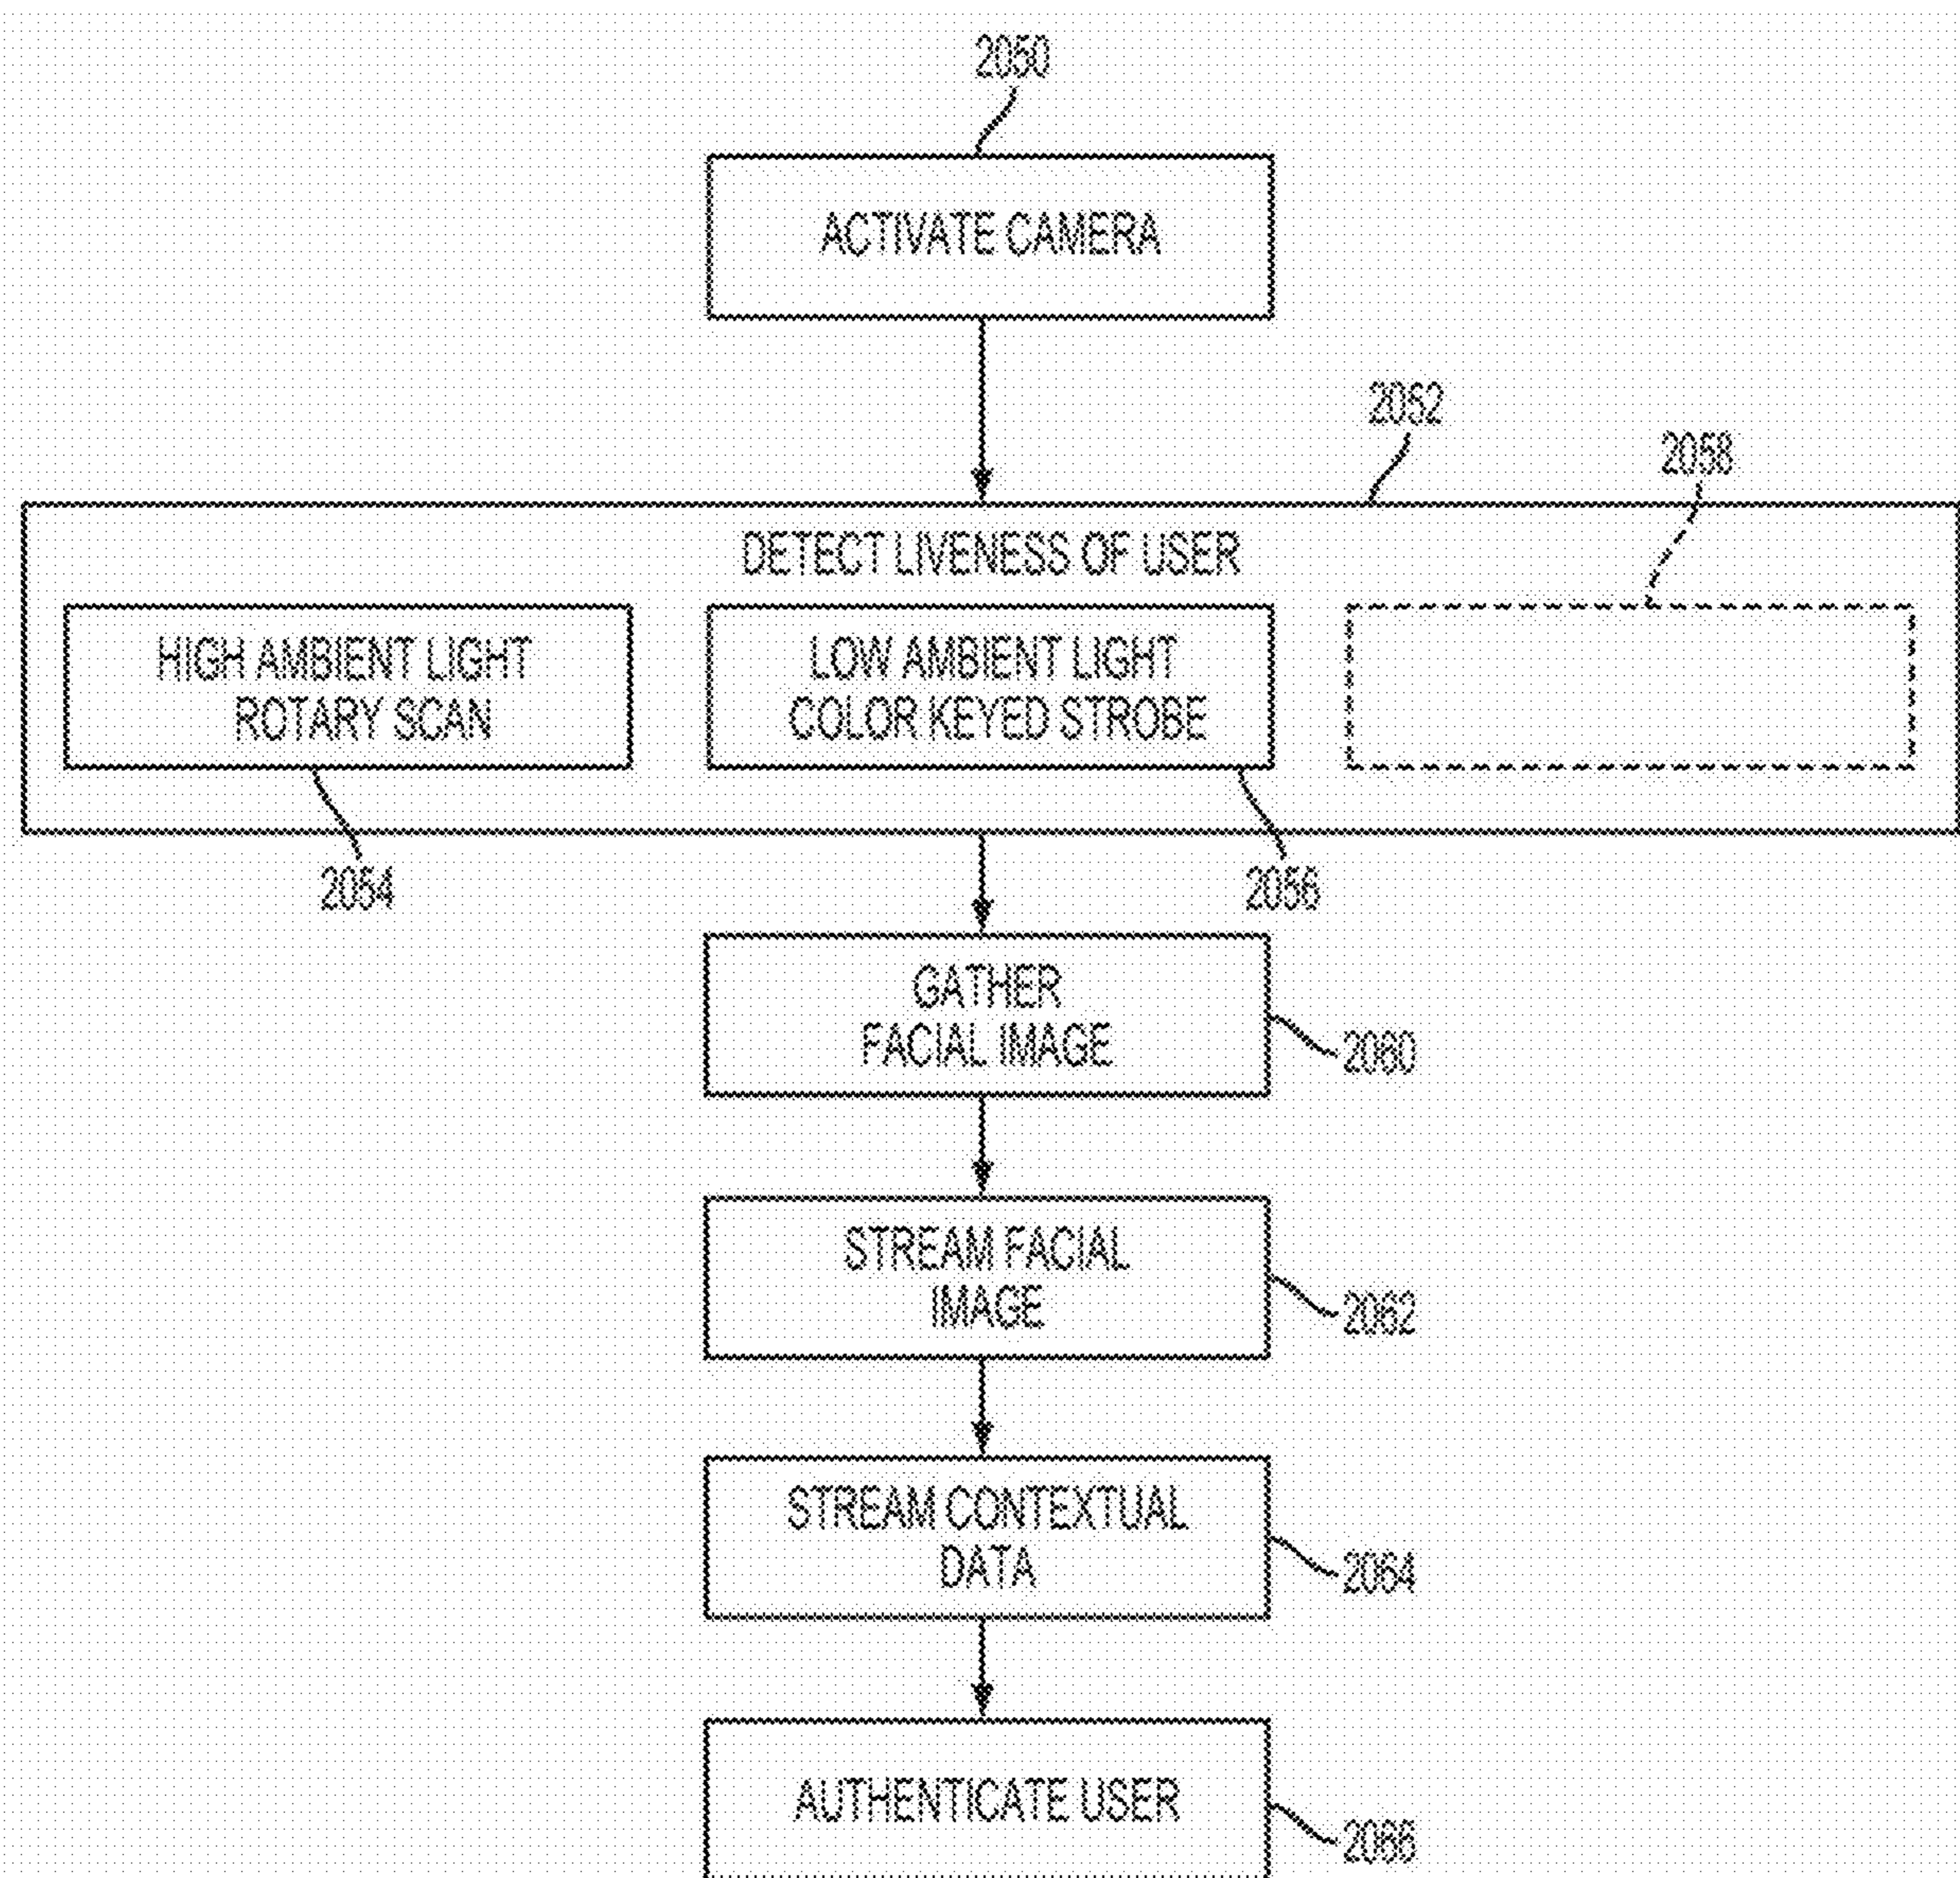 2050
ACTIVATE CAMERA
2052
2058
DETECT LIVENESS OF USER
HIGH AMBIENT LIGHT
ROTARY SCAN
LOW AMBIENT LIGHT
COLOR KEYED STROBE
2054
2056
GATHER
FACIAL IMAGE
2060
STREAM FACIAL
IMAGE
2062
STREAM CONTEXTUAL
DATA
2064
AUTHENTICATE USER
2066